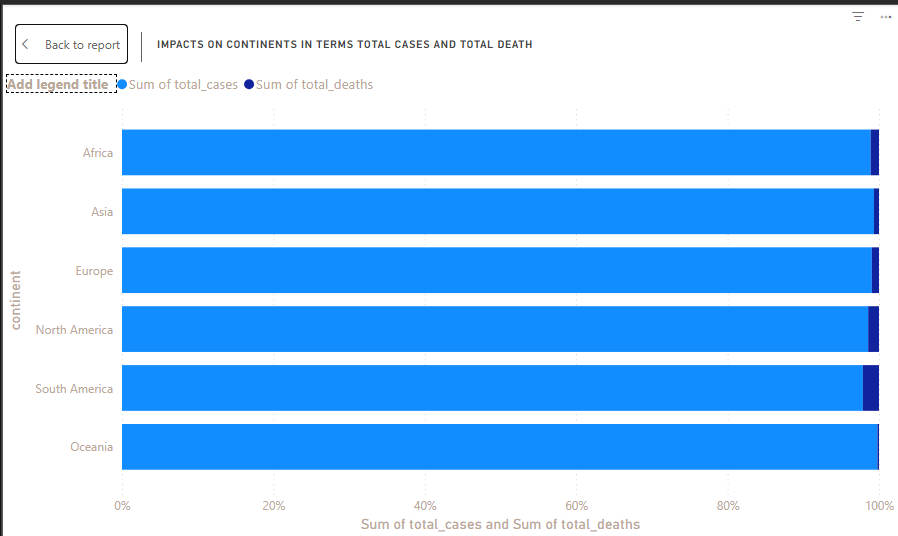 Back to report
IMPACTS ON CONTINENTS IN TERMS TOTAL CASES AND TOTAL DEATH
Add legend title Sum of total_cases Sum of total_deaths
continent
Africa
Asia
Europe
North America
South America
Oceania
0% 20% 40% 60% 80% 100%
Sum of total_cases and Sum of total_deaths